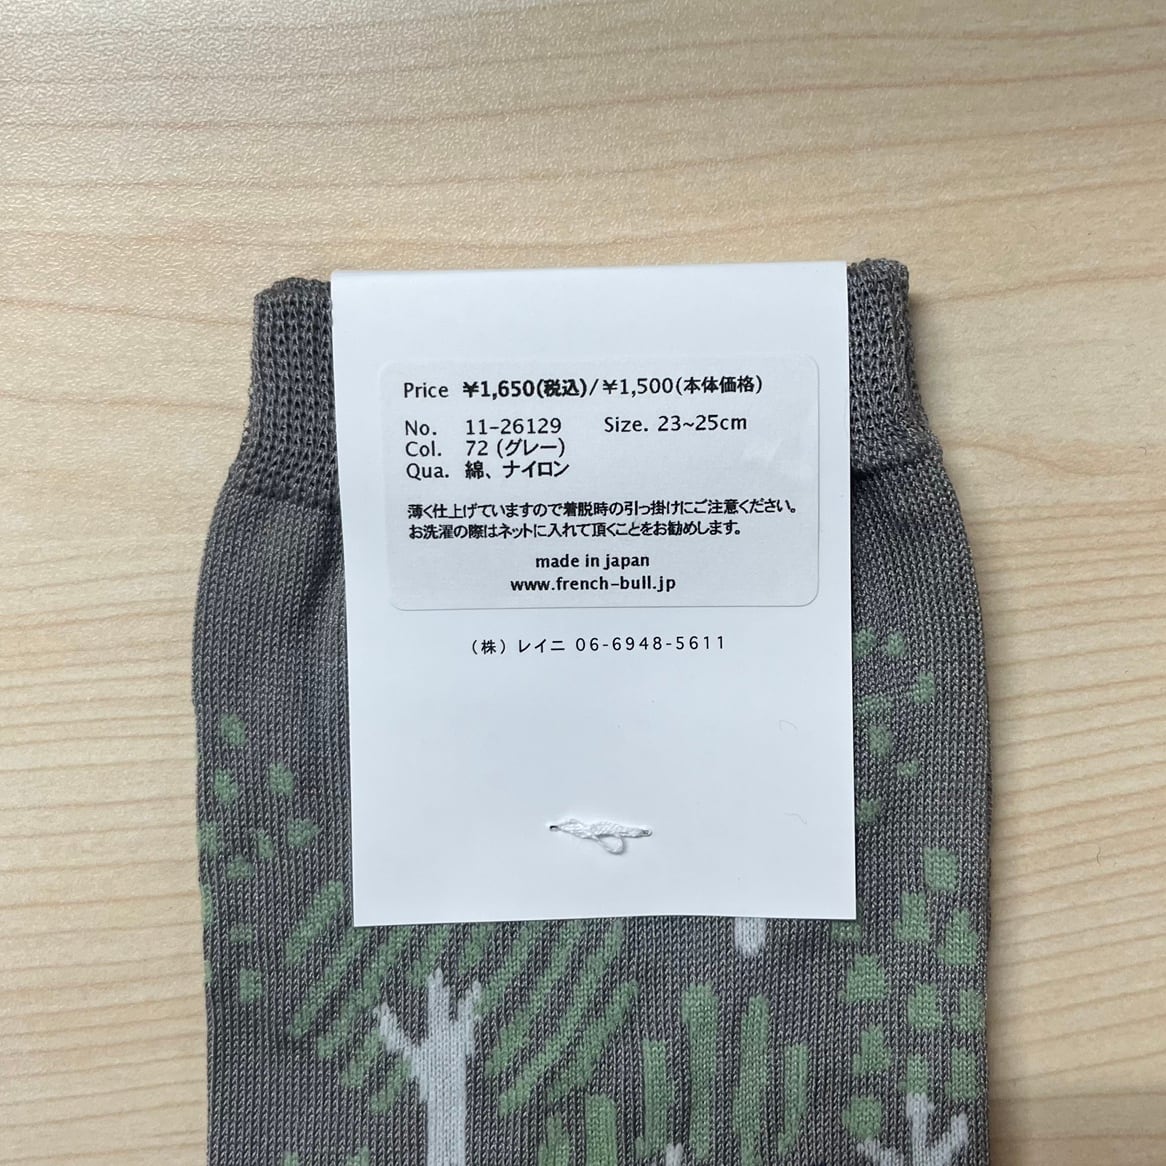 Price ¥1,650(税込)/¥1,500(本体価格)
No. 11-26129 Size. 23~25cm
Col. 72 (グレー)
Qua. 綿、ナイロン
薄く仕上げていますので着脱時の引っ掛けにご注意ください。
お洗濯の際はネットに入れて頂くことをお勧めします。
made in japan
www.french-bull.jp
（株）レイニ 06-6948-5611